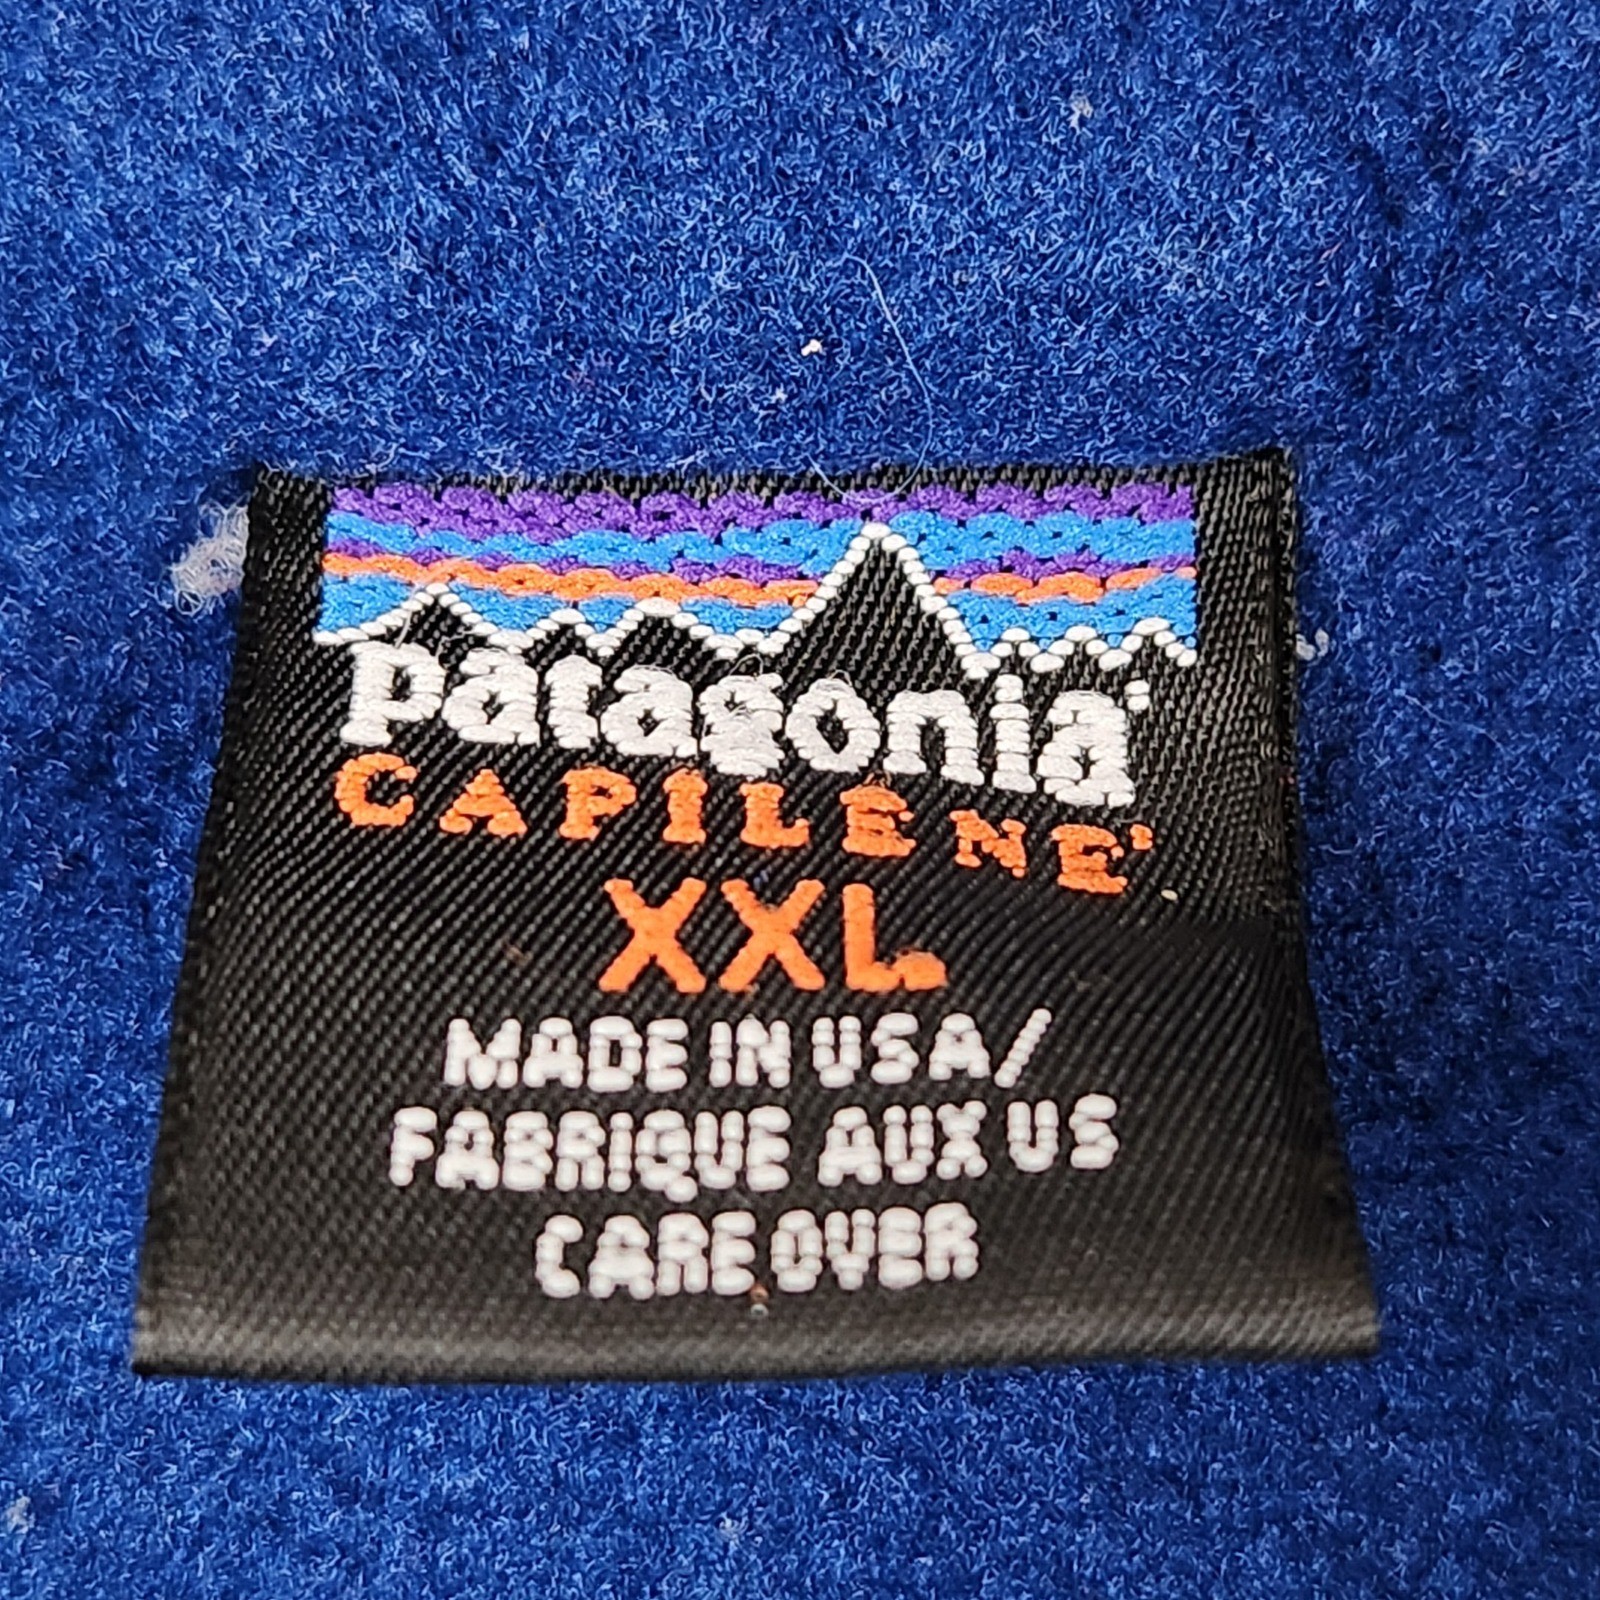 patagonia®
CAPILENE®
XXL
MADE IN USA/
FABRIQUE AUX US
CARE OVER